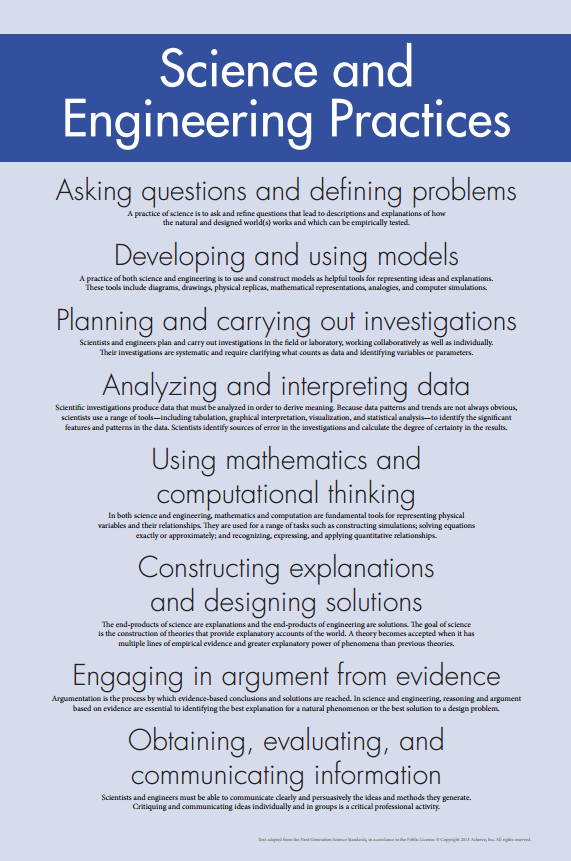 Science and
Engineering Practices
Asking questions and defining problems
A practice of science is to ask and refine questions that lead to descriptions and explanations of how
the natural and designed world(s) works and which can be empirically tested.
Developing and using models
A practice of both science and engineering is to use and construct models as helpful tools for representing ideas and explanations.
These tools include diagrams, drawings, physical replicas, mathematical representations, analogies, and computer simulations.
Planning and carrying out investigations
Scientists and engineers plan and carry out investigations in the field or laboratory, working collaboratively as well as individually.
Their investigations are systematic and require clarifying what counts as data and identifying variables or parameters.
Analyzing and interpreting data
Scientific investigations produce data that must be analyzed in order to derive meaning. Because data patterns and trends are not always obvious,
scientists use a range of tools—including tabulation, graphical interpretation, visualization, and statistical analysis—to identify the significant
features and patterns in the data. Scientists identify sources of error in the investigations and calculate the degree of certainty in the results.
Using mathematics and
computational thinking
In both science and engineering, mathematics and computation are fundamental tools for representing physical
variables and their relationships. They are used for a range of tasks such as constructing simulations; solving equations
exactly or approximately; and recognizing, expressing, and applying quantitative relationships.
Constructing explanations
and designing solutions
The end-products of science are explanations and the end-products of engineering are solutions. The goal of science
is the construction of theories that provide explanatory accounts of the world. A theory becomes accepted when it has
multiple lines of empirical evidence and greater explanatory power of phenomena than previous theories.
Engaging in argument from evidence
Argumentation is the process by which evidence-based conclusions and solutions are reached. In science and engineering, reasoning and argument
based on evidence are essential to identifying the best explanation for a natural phenomenon or the best solution to a design problem.
Obtaining, evaluating, and
communicating information
Scientists and engineers must be able to communicate clearly and persuasively the ideas and methods they generate.
Critiquing and communicating ideas individually and in groups is a critical professional activity.
Text adapted from the Next Generation Science Standards, in accordance to the Public License. © Copyright 2013 Achieve, Inc. All rights reserved.